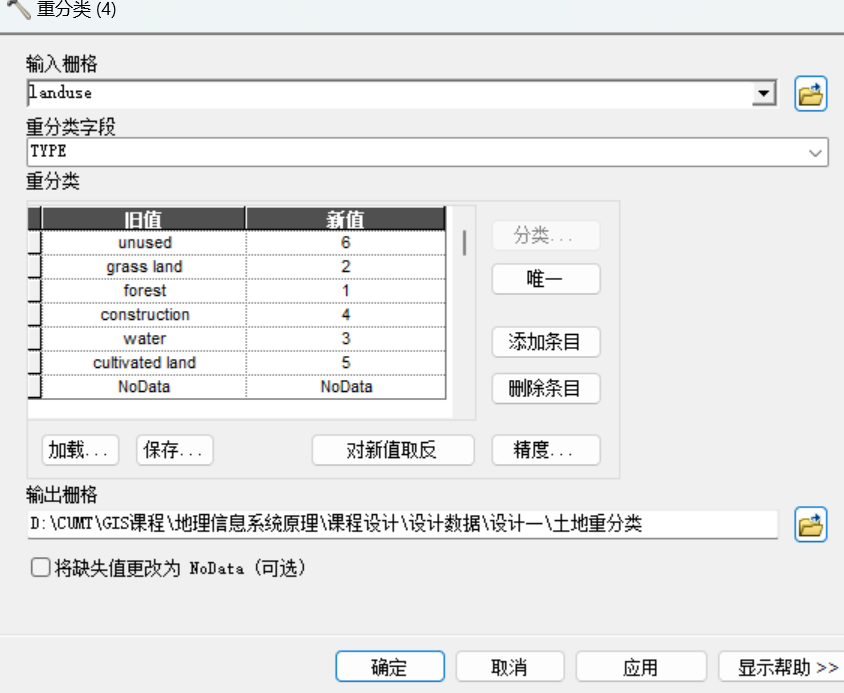 重分类 (4)
输入栅格
landuse
重分类字段
TYPE
重分类
旧值 新值
unused 6
grass land 2
forest 1
construction 4
water 3
cultivated land 5
NoData NoData
分类...
唯一
添加条目
删除条目
加载... 保存... 对新值取反 精度...
输出栅格
D:\CUMT\GIS课程\地理信息系统原理\课程设计\设计数据\设计一\土地重分类
将缺失值更改为 NoData (可选)
确定 取消 应用 显示帮助 >>